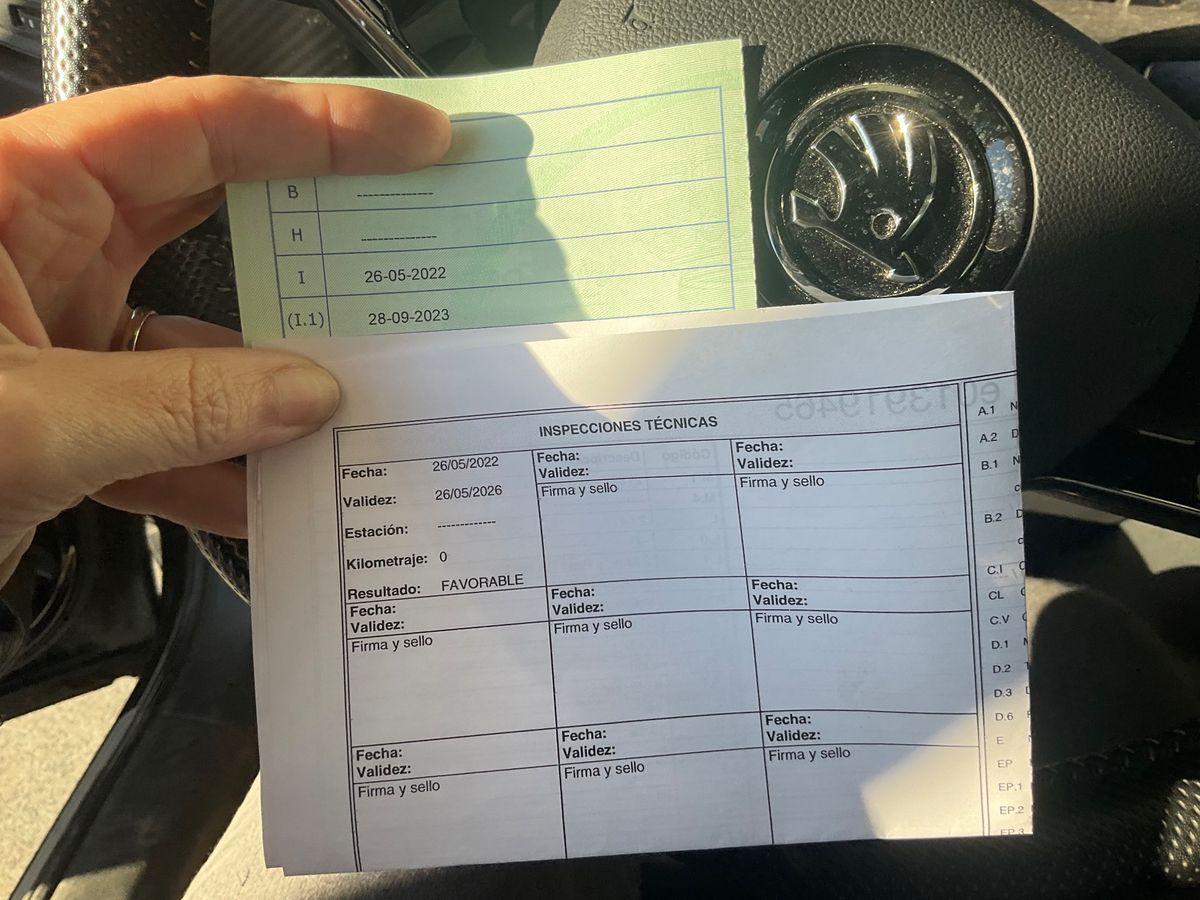 B -------------
H -------------
I 26-05-2022
(I.1) 28-09-2023
INSPECCIONES TÉCNICAS
Fecha: 26/05/2022
Validez: 26/05/2026
Estación: -------------
Kilometraje: 0
Resultado: FAVORABLE
Fecha:
Validez:
Firma y sello
Fecha:
Validez:
Firma y sello
Fecha:
Validez:
Firma y sello
Fecha:
Validez:
Firma y sello
Fecha:
Validez:
Firma y sello
Fecha:
Validez:
Firma y sello
Fecha:
Validez:
Firma y sello
Fecha:
Validez:
Firma y sello
A.1 N
A.2 D
B.1 N
B.2 D
C.I
CL
C.V
D.1
D.2
D.3
D.6
E
EP
EP.1
EP.2
EP.3